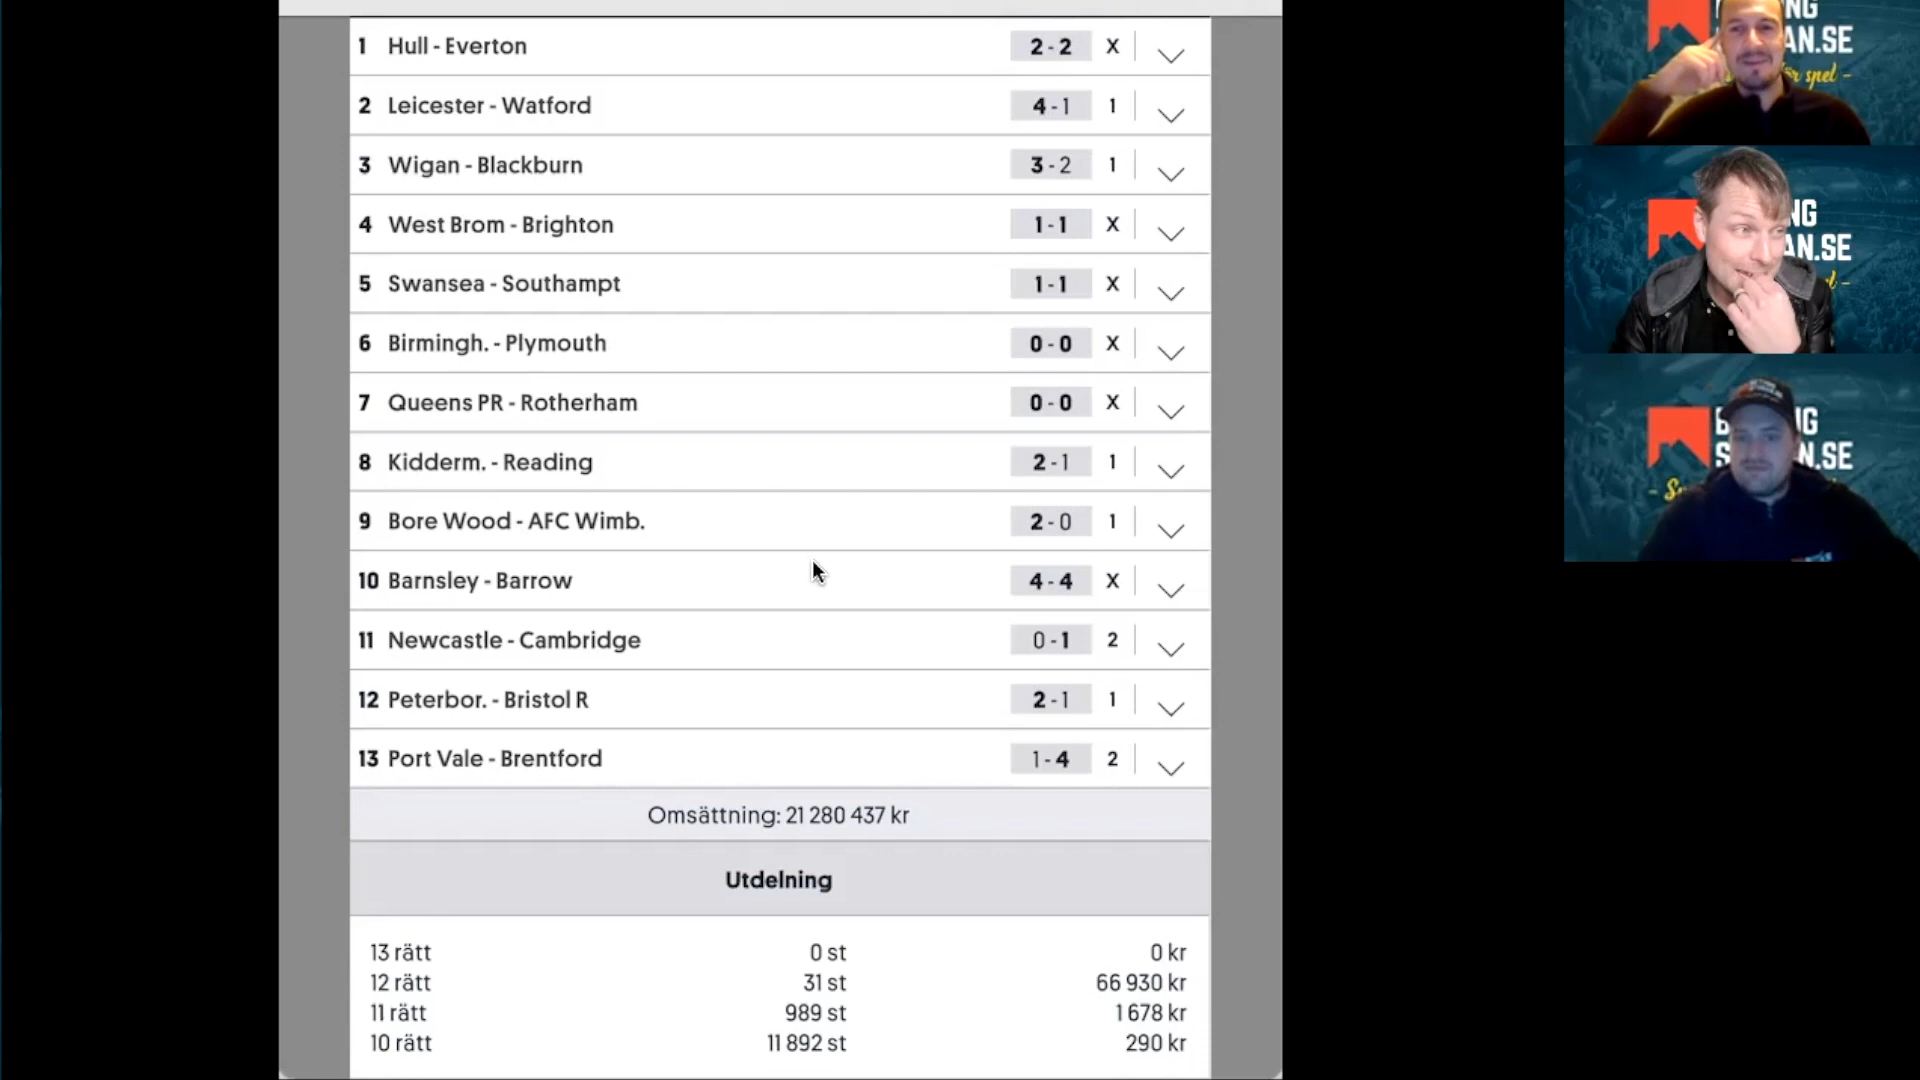 1 Hull - Everton 2 - 2 X
2 Leicester - Watford 4 - 1 1
3 Wigan - Blackburn 3 - 2 1
4 West Brom - Brighton 1 - 1 X
5 Swansea - Southampt 1 - 1 X
6 Birmingh. - Plymouth 0 - 0 X
7 Queens PR - Rotherham 0 - 0 X
8 Kidderm. - Reading 2 - 1 1
9 Bore Wood - AFC Wimb. 2 - 0 1
10 Barnsley - Barrow 4 - 4 X
11 Newcastle - Cambridge 0 - 1 2
12 Peterbor. - Bristol R 2 - 1 1
13 Port Vale - Brentford 1 - 4 2
Omsättning: 21 280 437 kr
Utdelning
13 rätt 0 st 0 kr
12 rätt 31 st 66 930 kr
11 rätt 989 st 1 678 kr
10 rätt 11 892 st 290 kr
spel -